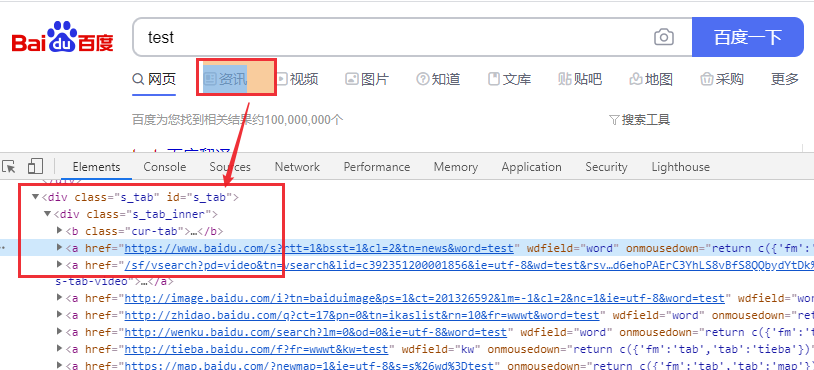 Bai du 百度
test
百度一下
网页 资讯 视频 图片 知道 文库 贴吧 地图 采购 更多
百度为您找到相关结果约100,000,000个 搜索工具
Elements Console Sources Network Performance Memory Application Security Lighthouse
<div class="s_tab" id="s_tab">
<div class="s_tab_inner">
<b class="cur-tab">…</b>
<a href="https://www.baidu.com/s?rtt=1&bsst=1&cl=2&tn=news&word=test" wdfield="word" onmousedown="return c({'fm':
<a href="/sf/vsearch?pd=video&tn=vsearch&lid=c392351200001856&ie=utf-8&wd=test&rsv…d6ehoPAErC3YhLS8vBfS8QQbydYtDk%
s-tab-video">…</a>
<a href="http://image.baidu.com/i?tn=baiduimage&ps=1&ct=201326592&lm=-1&cl=2&nc=1&ie=utf-8&word=test" wdfield="wor
<a href="http://zhidao.baidu.com/q?ct=17&pn=0&tn=ikaslist&rn=10&fr=wwwt&word=test" wdfield="word" onmousedown="ret
<a href="http://wenku.baidu.com/search?lm=0&od=0&ie=utf-8&word=test" wdfield="word" onmousedown="return c({'fm':'t
<a href="http://tieba.baidu.com/f?fr=wwwt&kw=test" wdfield="kw" onmousedown="return c({'fm':'tab','tab':'tieba'})"
<a href="https://map.baidu.com/?newmap=1&ie=utf-8&s=s%26wd%3Dtest" wdfield="word" onmousedown="return c({'fm':'tab','tab':'map'}